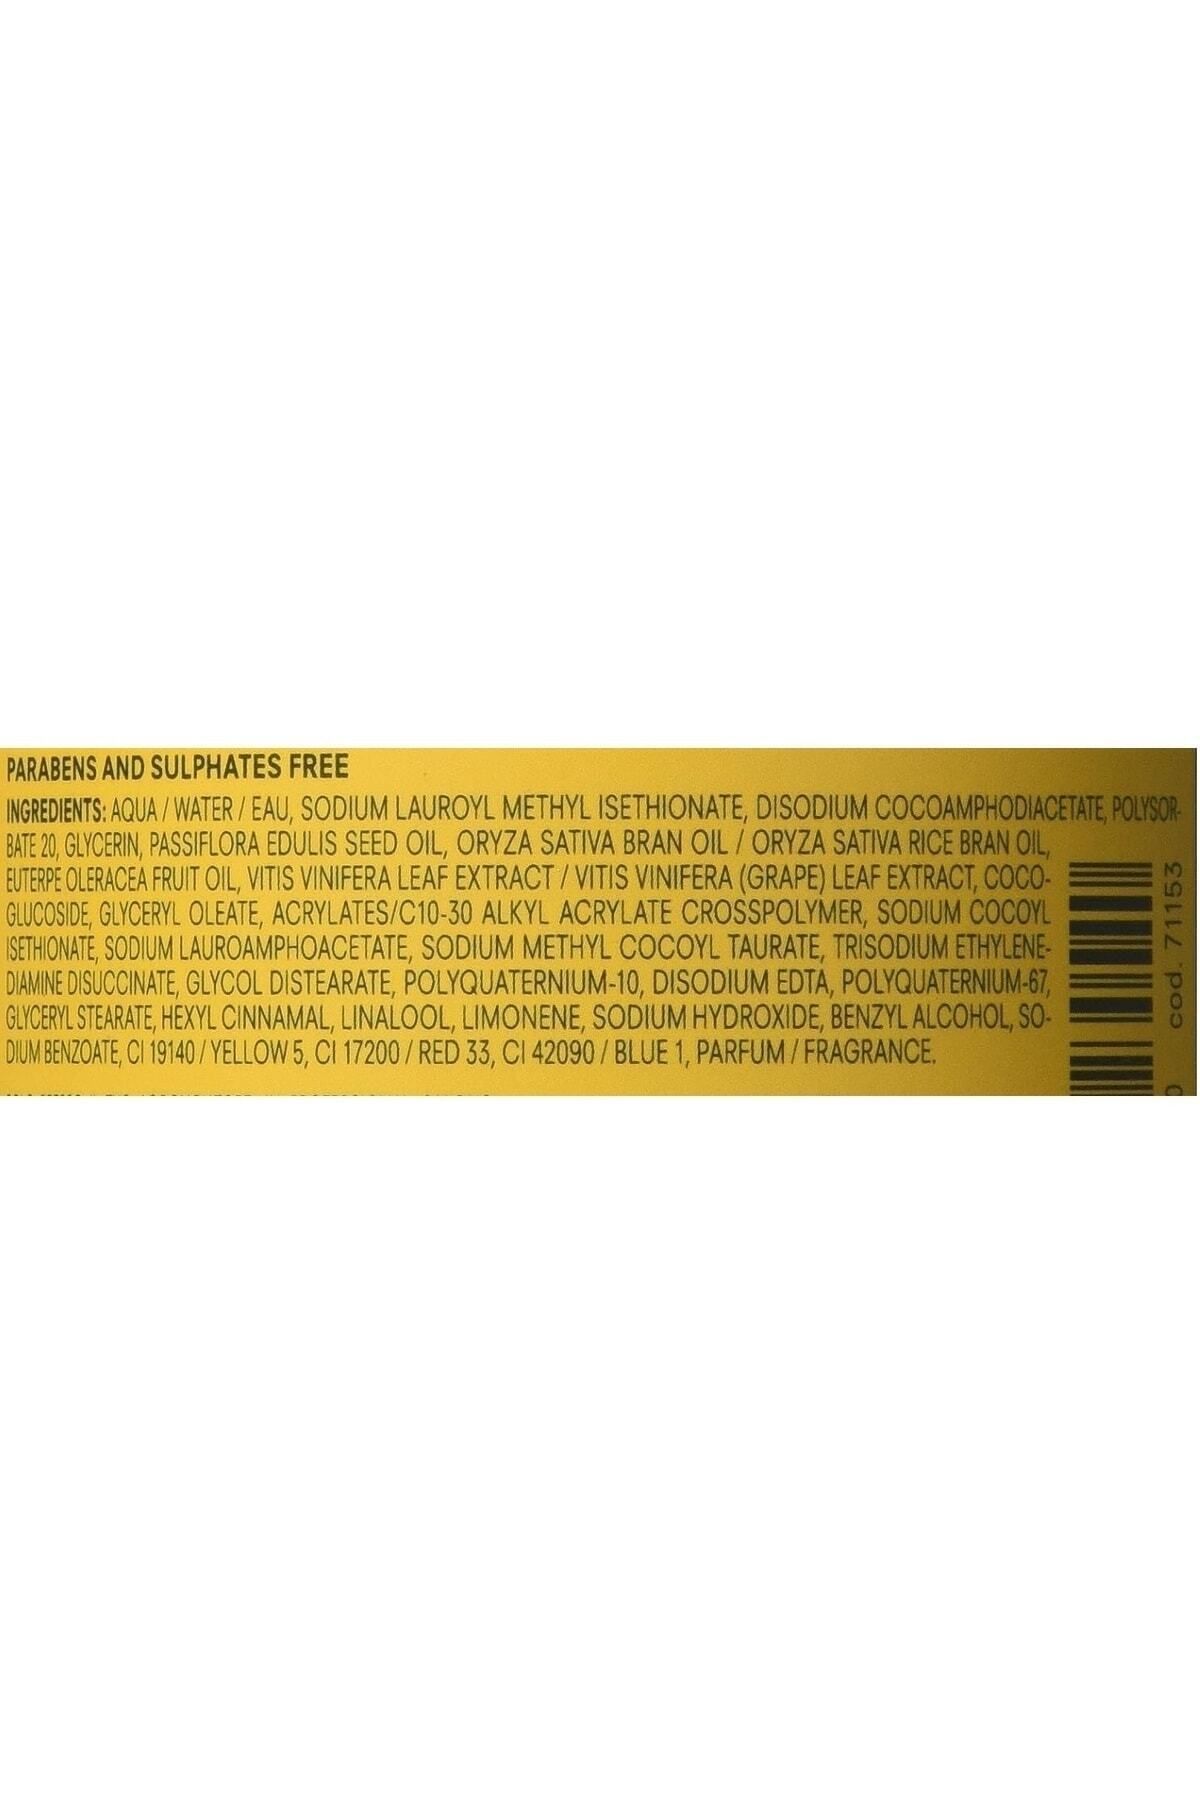 PARABENS AND SULPHATES FREE
INGREDIENTS: AQUA / WATER / EAU, SODIUM LAUROYL METHYL ISETHIONATE, DISODIUM COCOAMPHODIACETATE, POLYSOR-
BATE 20, GLYCERIN, PASSIFLORA EDULIS SEED OIL, ORYZA SATIVA BRAN OIL / ORYZA SATIVA RICE BRAN OIL,
EUTERPE OLERACEA FRUIT OIL, VITIS VINIFERA LEAF EXTRACT / VITIS VINIFERA (GRAPE) LEAF EXTRACT, COCO-
GLUCOSIDE, GLYCERYL OLEATE, ACRYLATES/C10-30 ALKYL ACRYLATE CROSSPOLYMER, SODIUM COCOYL
ISETHIONATE, SODIUM LAUROAMPHOACETATE, SODIUM METHYL COCOYL TAURATE, TRISODIUM ETHYLENE-
DIAMINE DISUCCINATE, GLYCOL DISTEARATE, POLYQUATERNIUM-10, DISODIUM EDTA, POLYQUATERNIUM-67,
GLYCERYL STEARATE, HEXYL CINNAMAL, LINALOOL, LIMONENE, SODIUM HYDROXIDE, BENZYL ALCOHOL, SO-
DIUM BENZOATE, CI 19140 / YELLOW 5, CI 17200 / RED 33, CI 42090 / BLUE 1, PARFUM / FRAGRANCE.
cod. 71153